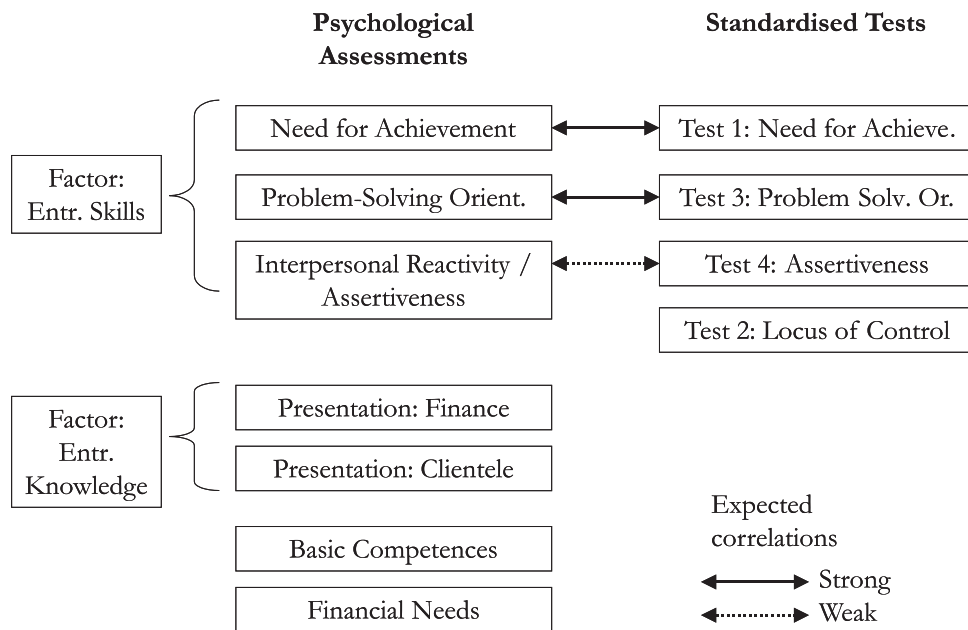 Psychological
Assessments
Standardised Tests
Factor:
Entr. Skills
Need for Achievement
Test 1: Need for Achieve.
Problem-Solving Orient.
Test 3: Problem Solv. Or.
Interpersonal Reactivity /
Assertiveness
Test 4: Assertiveness
Test 2: Locus of Control
Factor:
Entr.
Knowledge
Presentation: Finance
Presentation: Clientele
Basic Competences
Financial Needs
Expected
correlations
Strong
Weak